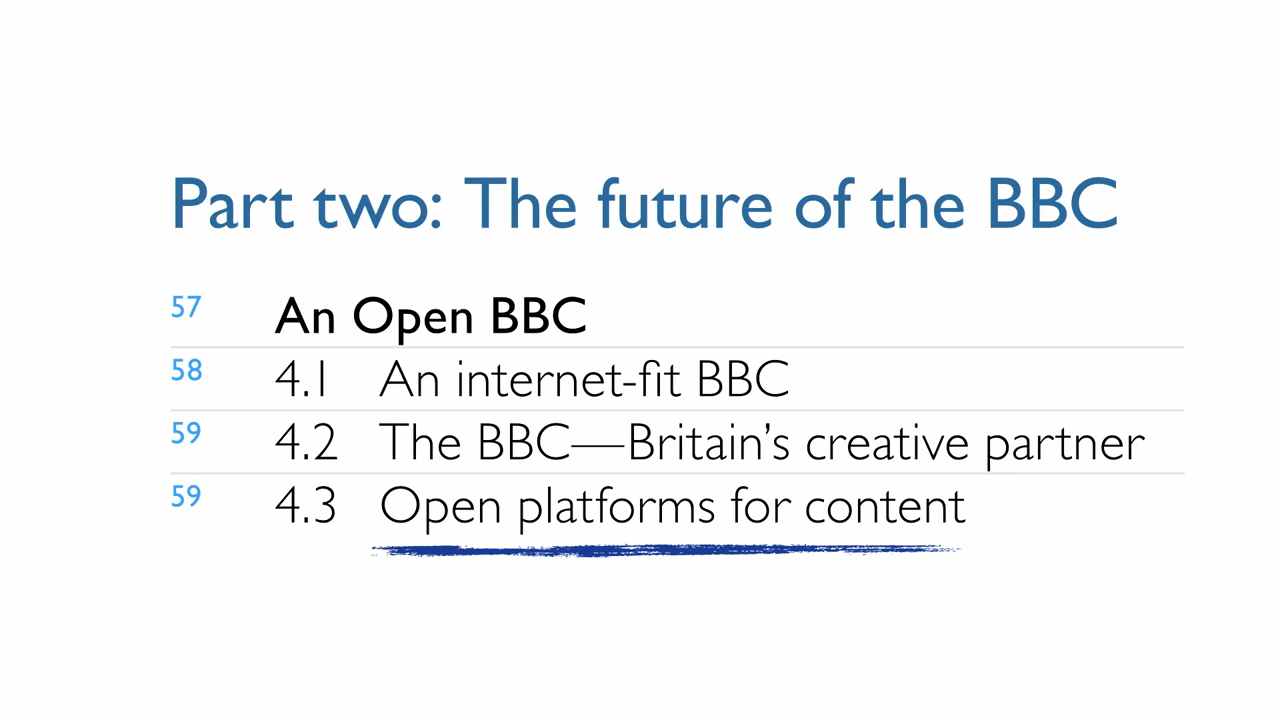 Part two: The future of the BBC
57 An Open BBC
58 4.1 An internet-fit BBC
59 4.2 The BBC—Britain’s creative partner
59 4.3 Open platforms for content